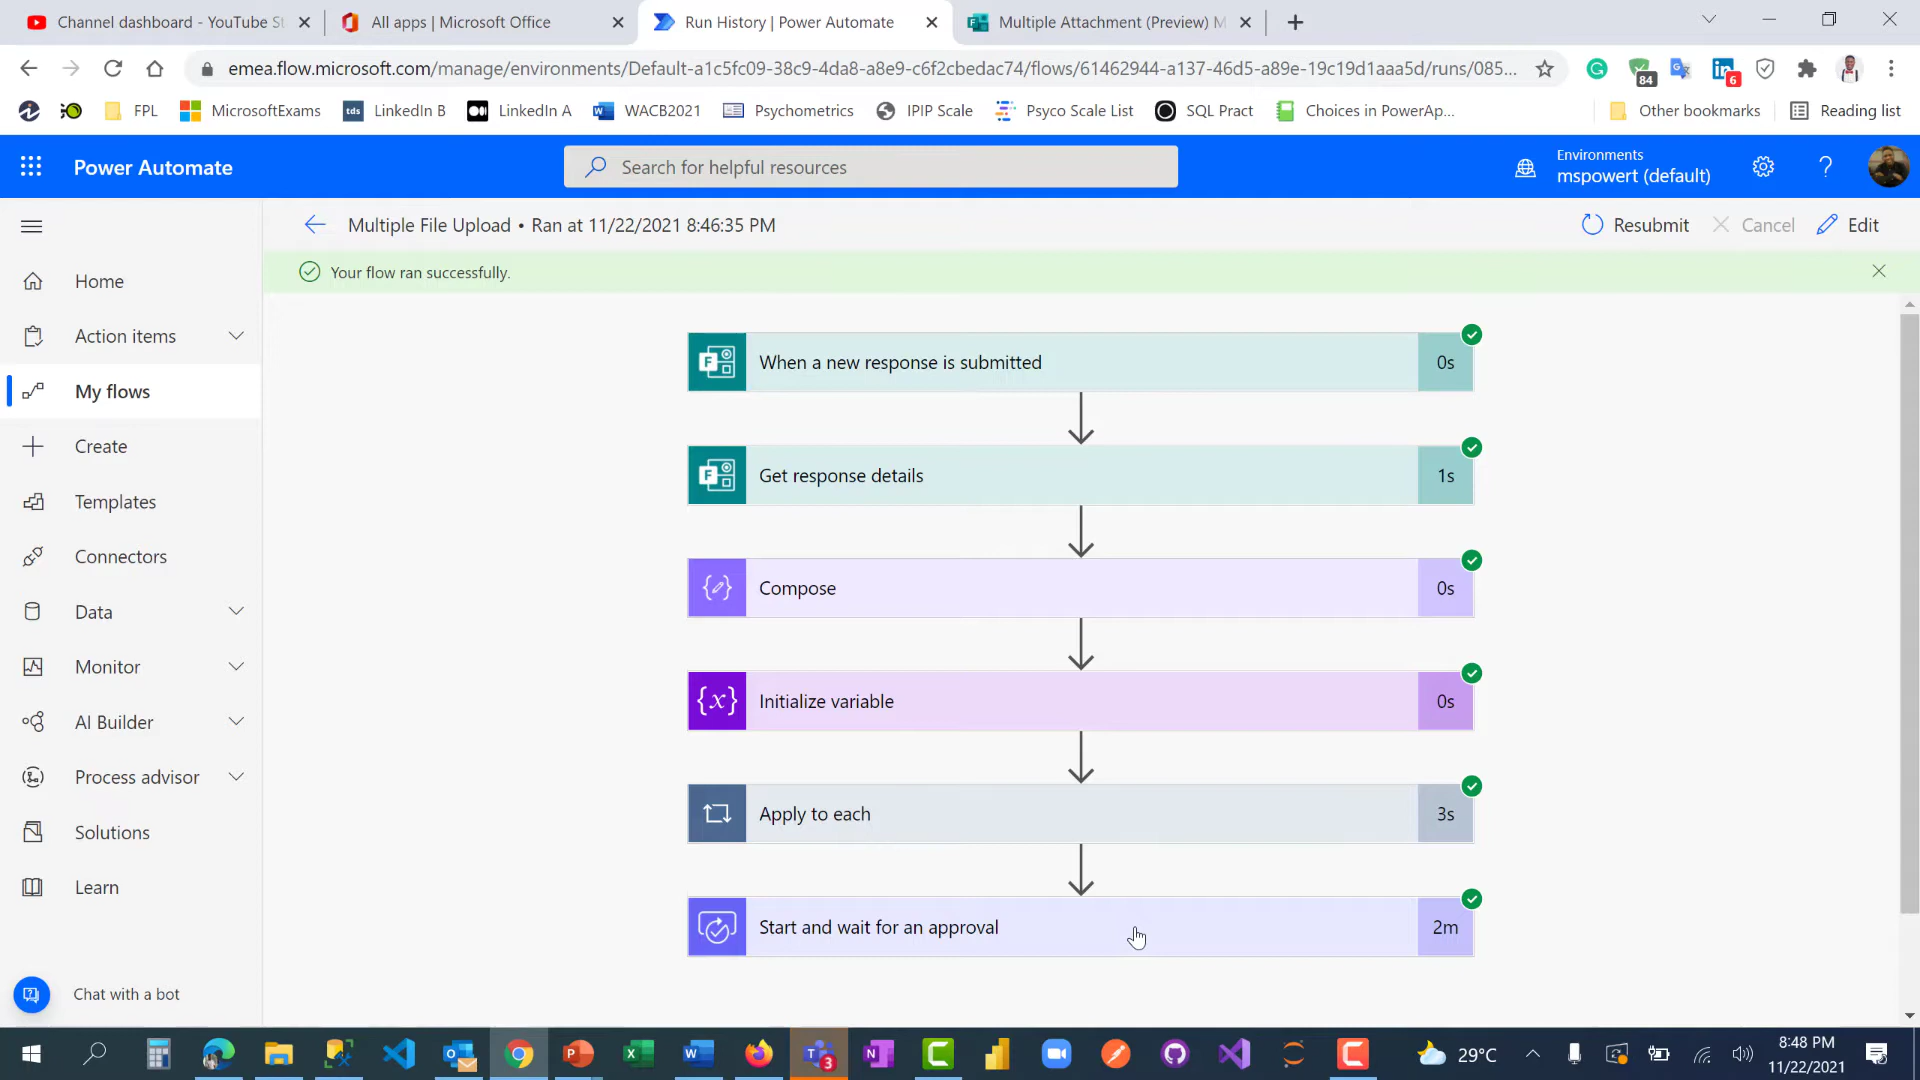 Channel dashboard - YouTube St
All apps | Microsoft Office
Run History | Power Automate
Multiple Attachment (Preview) M
emea.flow.microsoft.com/manage/environments/Default-a1c5fc09-38c9-4da8-a8e9-c6f2cbedac74/flows/61462944-a137-46d5-a89e-19c19d1aaa5d/runs/085...
84
6
FPL
MicrosoftExams
tds
LinkedIn B
LinkedIn A
WACB2021
Psychometrics
IPIP Scale
Psyco Scale List
SQL Pract
Choices in PowerAp...
Other bookmarks
Reading list
Power Automate
Search for helpful resources
Environments
mspowert (default)
Multiple File Upload • Ran at 11/22/2021 8:46:35 PM
Resubmit
Cancel
Edit
Your flow ran successfully.
Home
Action items
My flows
Create
Templates
Connectors
Data
Monitor
AI Builder
Process advisor
Solutions
Learn
Chat with a bot
When a new response is submitted
0s
Get response details
1s
Compose
0s
Initialize variable
0s
Apply to each
3s
Start and wait for an approval
2m
29°C
8:48 PM
11/22/2021
3